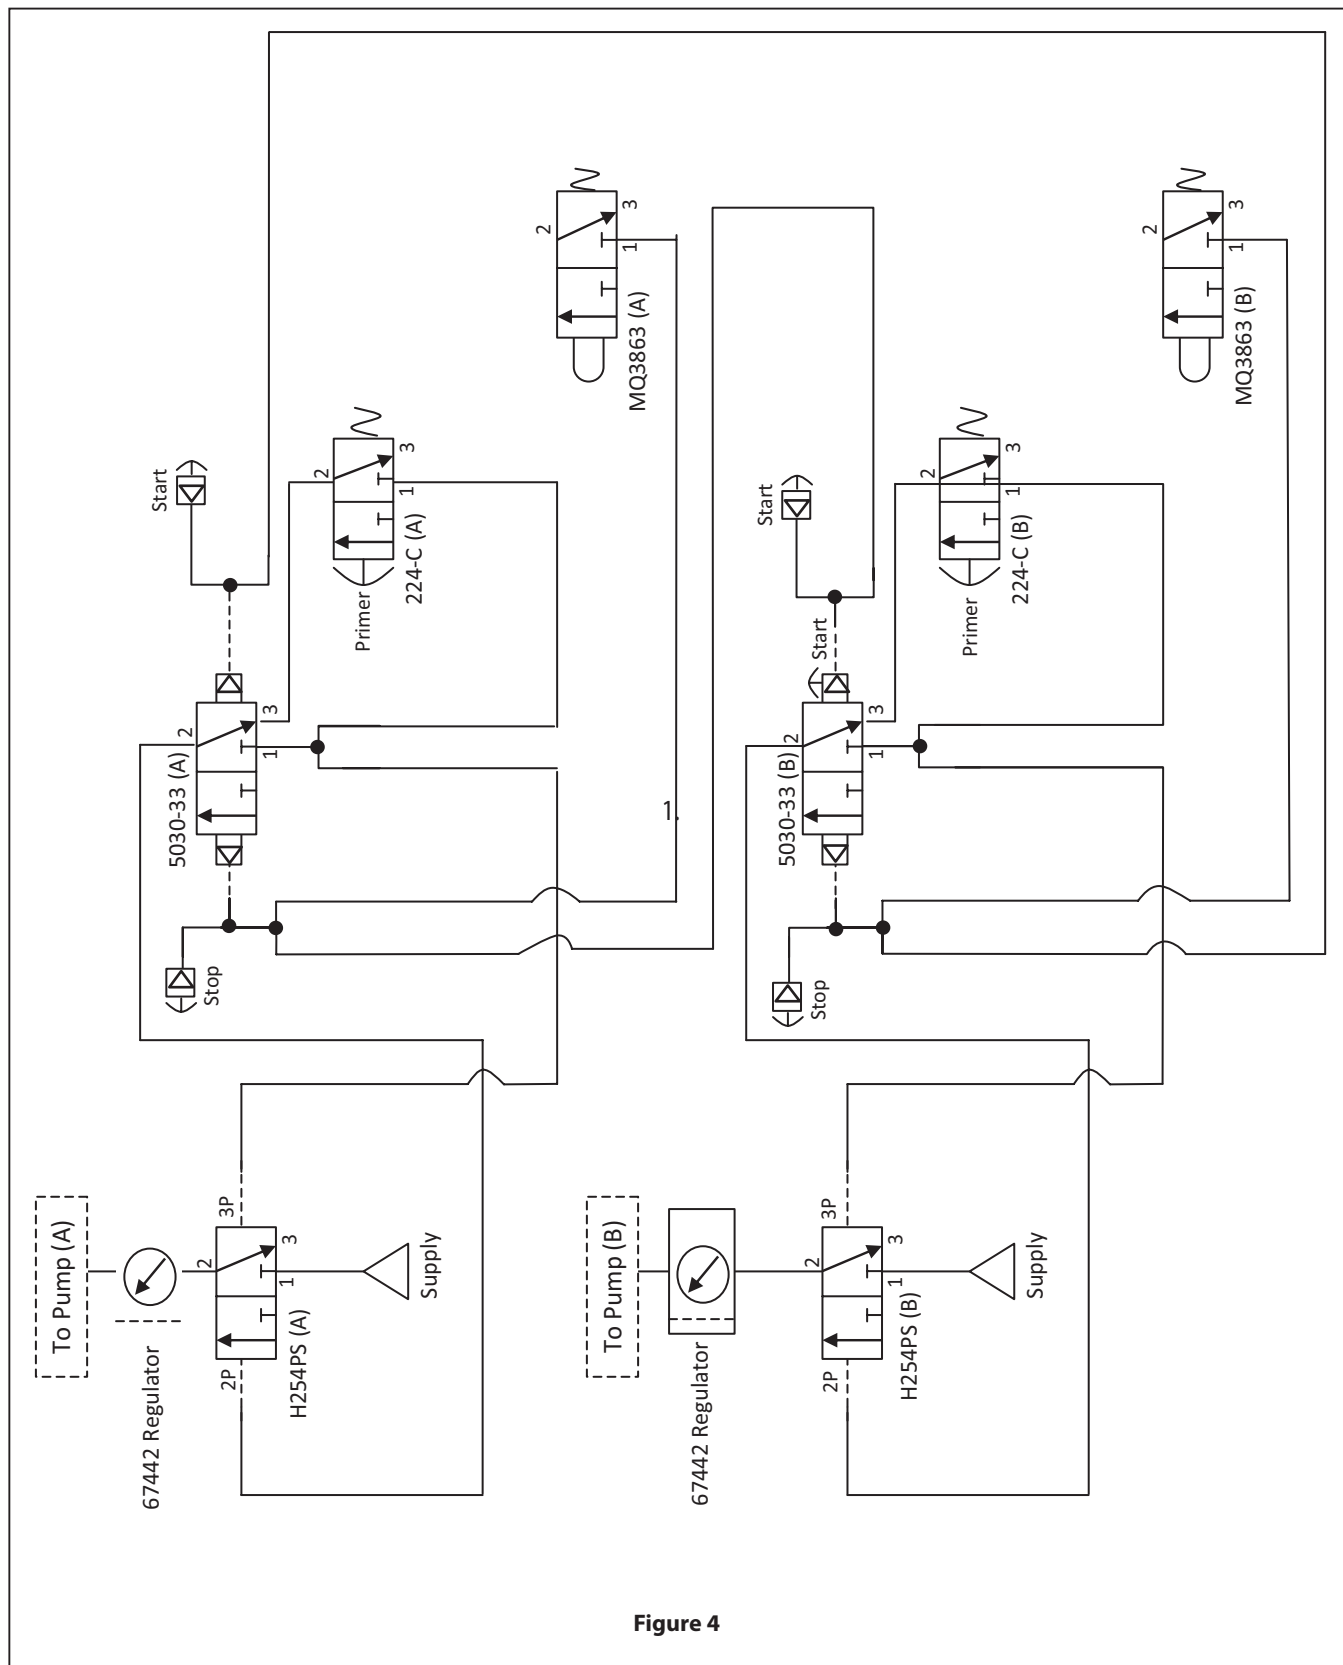 Start
2
3
1
MQ3863 (A)
2
3
1
MQ3863 (B)
2
3
1
224-C (A)
Primer
Start
2
3
1
224-C (B)
Primer
2
3
1
5030-33 (A)
Start
2
3
1
5030-33 (B)
1.
Stop
Stop
To Pump (A)
67442 Regulator
3P
2
3
1
2P
H254PS (A)
Supply
To Pump (B)
67442 Regulator
3P
2
3
1
2P
H254PS (B)
Supply
Figure 4